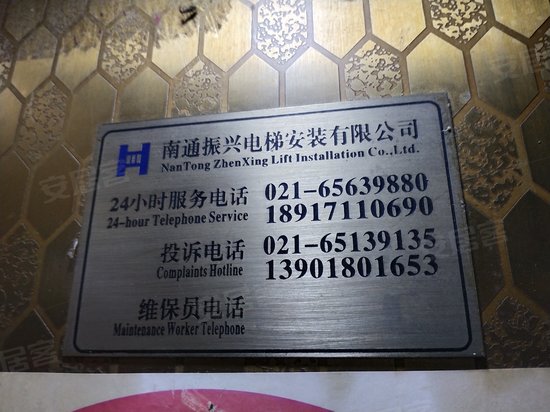 南通振兴电梯安装有限公司
NanTong ZhenXing Lift Installation Co.,Ltd.
24小时服务电话 021-65639880
24-hour Telephone Service 18917110690
投诉电话 021-65139135
Complaints Hotline 13901801653
维保员电话
Maintenance Worker Telephone